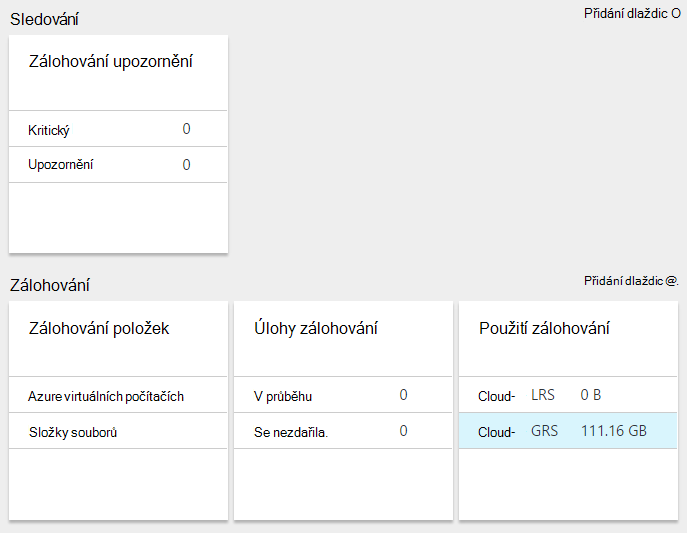 Sledování
Přidání dlaždic O
Zálohování upozornění
Kritický 0
Upozornění 0
Zálohování
Přidání dlaždic @.
Zálohování položek
Azure virtuálních počítačích
Složky souborů
Úlohy zálohování
V průběhu 0
Se nezdařila. 0
Použití zálohování
Cloud- LRS 0 B
Cloud- GRS 111.16 GB